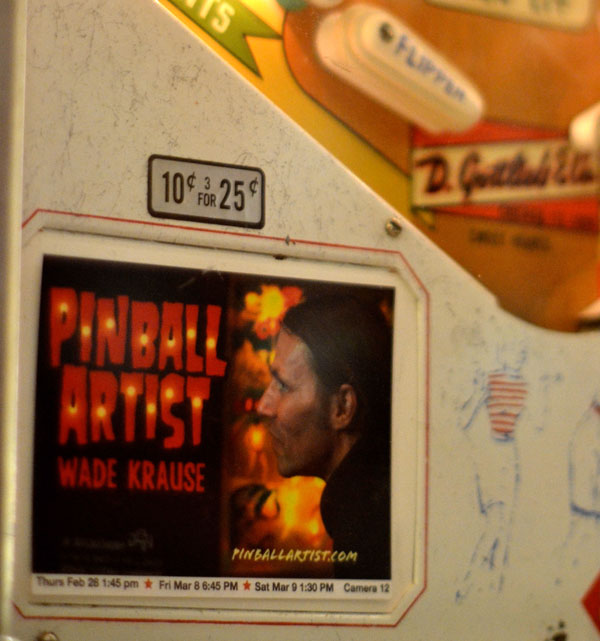 FLIPPER
10¢ 3 FOR 25¢
D. Gottlieb & Co.
PINBALL
ARTIST
WADE KRAUSE
PINBALLARTIST.COM
Thurs Feb 28 1:45 pm ★ Fri Mar 8 6:45 PM ★ Sat Mar 9 1:30 PM Camera 12